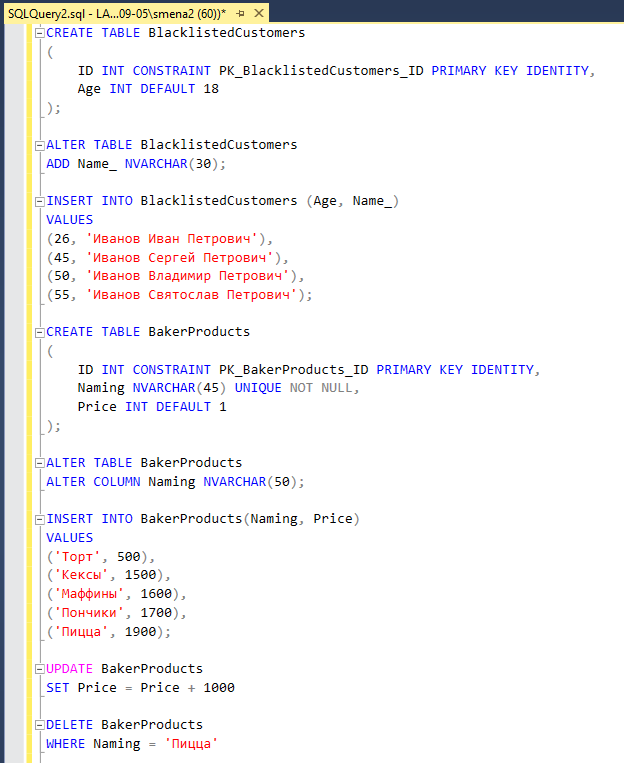 SQLQuery2.sql - LA...09-05\smena2 (60))*
CREATE TABLE BlacklistedCustomers
(
    ID INT CONSTRAINT PK_BlacklistedCustomers_ID PRIMARY KEY IDENTITY,
    Age INT DEFAULT 18
);
ALTER TABLE BlacklistedCustomers
ADD Name_ NVARCHAR(30);
INSERT INTO BlacklistedCustomers (Age, Name_)
VALUES
(26, 'Иванов Иван Петрович'),
(45, 'Иванов Сергей Петрович'),
(50, 'Иванов Владимир Петрович'),
(55, 'Иванов Святослав Петрович');
CREATE TABLE BakerProducts
(
    ID INT CONSTRAINT PK_BakerProducts_ID PRIMARY KEY IDENTITY,
    Naming NVARCHAR(45) UNIQUE NOT NULL,
    Price INT DEFAULT 1
);
ALTER TABLE BakerProducts
ALTER COLUMN Naming NVARCHAR(50);
INSERT INTO BakerProducts(Naming, Price)
VALUES
('Торт', 500),
('Кексы', 1500),
('Маффины', 1600),
('Пончики', 1700),
('Пицца', 1900);
UPDATE BakerProducts
SET Price = Price + 1000
DELETE BakerProducts
WHERE Naming = 'Пицца'